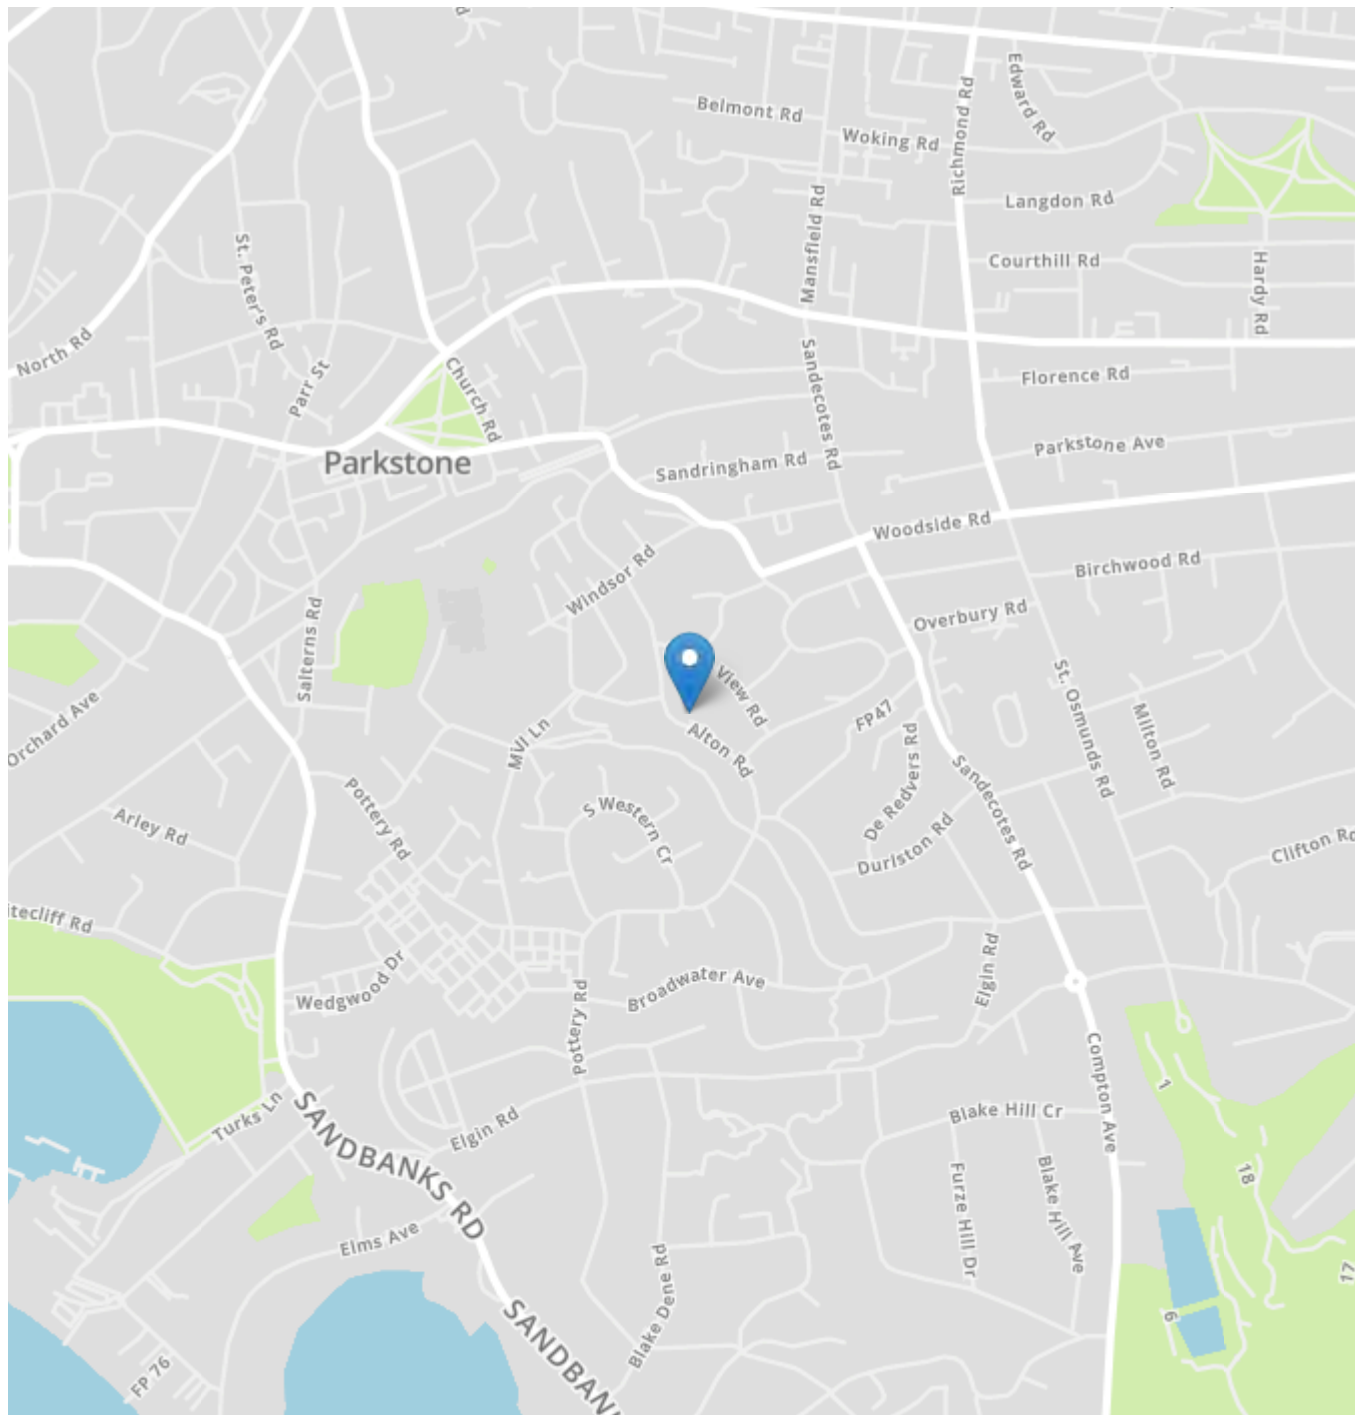 Belmont Rd
Woking Rd
Richmond Rd
Edward Rd
Langdon Rd
Mansfield Rd
Courthill Rd
Hardy Rd
St. Peter's Rd
North Rd
Parr St
Church Rd
Sandecotes Rd
Florence Rd
Parkstone Ave
Parkstone
Sandringham Rd
Woodside Rd
Windsor Rd
Birchwood Rd
Salterns Rd
Overbury Rd
View Rd
Orchard Ave
FP47
Alton Rd
Mvl Ln
De Redvers Rd
St. Osmunds Rd
Milton Rd
Sandecotes Rd
Pottery Rd
S Western Cr
Arley Rd
Durlston Rd
Clifton Rd
itecliff Rd
Wedgwood Dr
Broadwater Ave
Elgin Rd
Pottery Rd
Compton Ave
1
Turks Ln
SANDBANKS RD
Elgin Rd
Blake Hill Cr
18
Furze Hill Dr
Blake Hill Ave
Elms Ave
Blake Dene Rd
17
6
SANDBAN
FP 76